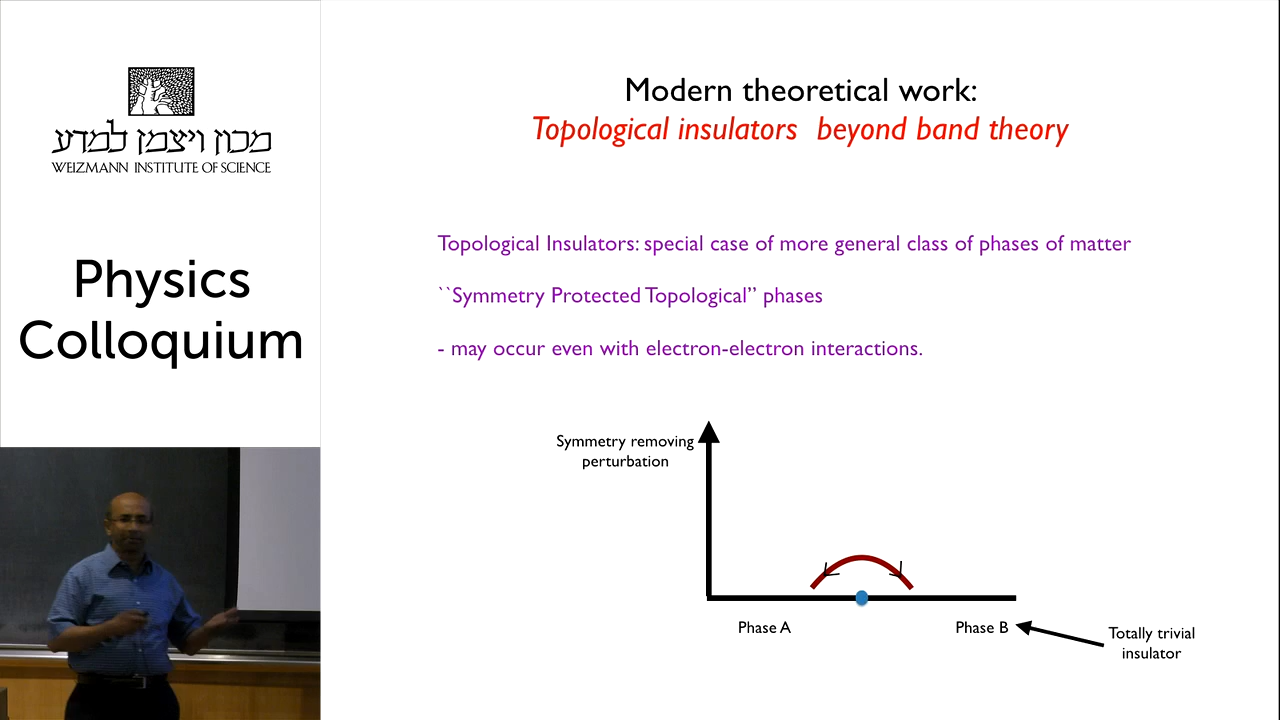 מכון ויצמן למדע
WEIZMANN INSTITUTE OF SCIENCE
Physics
Colloquium
Modern theoretical work:
Topological insulators beyond band theory
Topological Insulators: special case of more general class of phases of matter
``Symmetry Protected Topological” phases
- may occur even with electron-electron interactions.
Symmetry removing
perturbation
Phase A
Phase B
Totally trivial
insulator